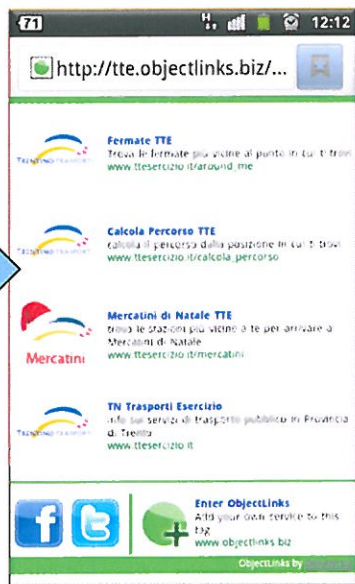 71 H 12:12
http://tte.objectlinks.biz/...
Fermate TTE
Trova le fermate più vicine al punto in cui ti trovi
www.ttesercizio.it/around_me
Calcola Percorso TTE
calcola il percorso dalla posizione in cui ti trovi
www.ttesercizio.it/calcola_percorso
Mercatini di Natale TTE
trova le stazioni più vicine a te per arrivare a
Mercatini di Natale
www.ttesercizio.it/mercatini
Mercatini
TN Trasporti Esercizio
info sui servizi di trasporto pubblico in Provincia
di Trento
www.ttesercizio.it
Enter ObjectLinks
Add your own service to this
tag
www.objectlinks.biz
ObjectLinks by